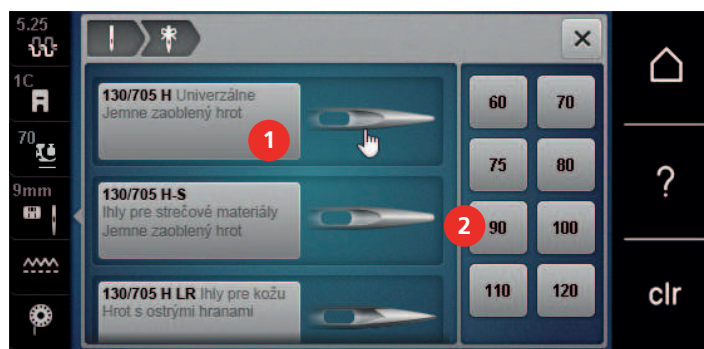 5.25
1C
70
9mm
130/705 H Univerzálne
Jemne zaoblený hrot
1
130/705 H-S
Ihly pre strečové materiály
Jemne zaoblený hrot
130/705 H LR Ihly pre kožu
Hrot s ostrými hranami
60 70
75 80
2
90 100
110 120
?
clr